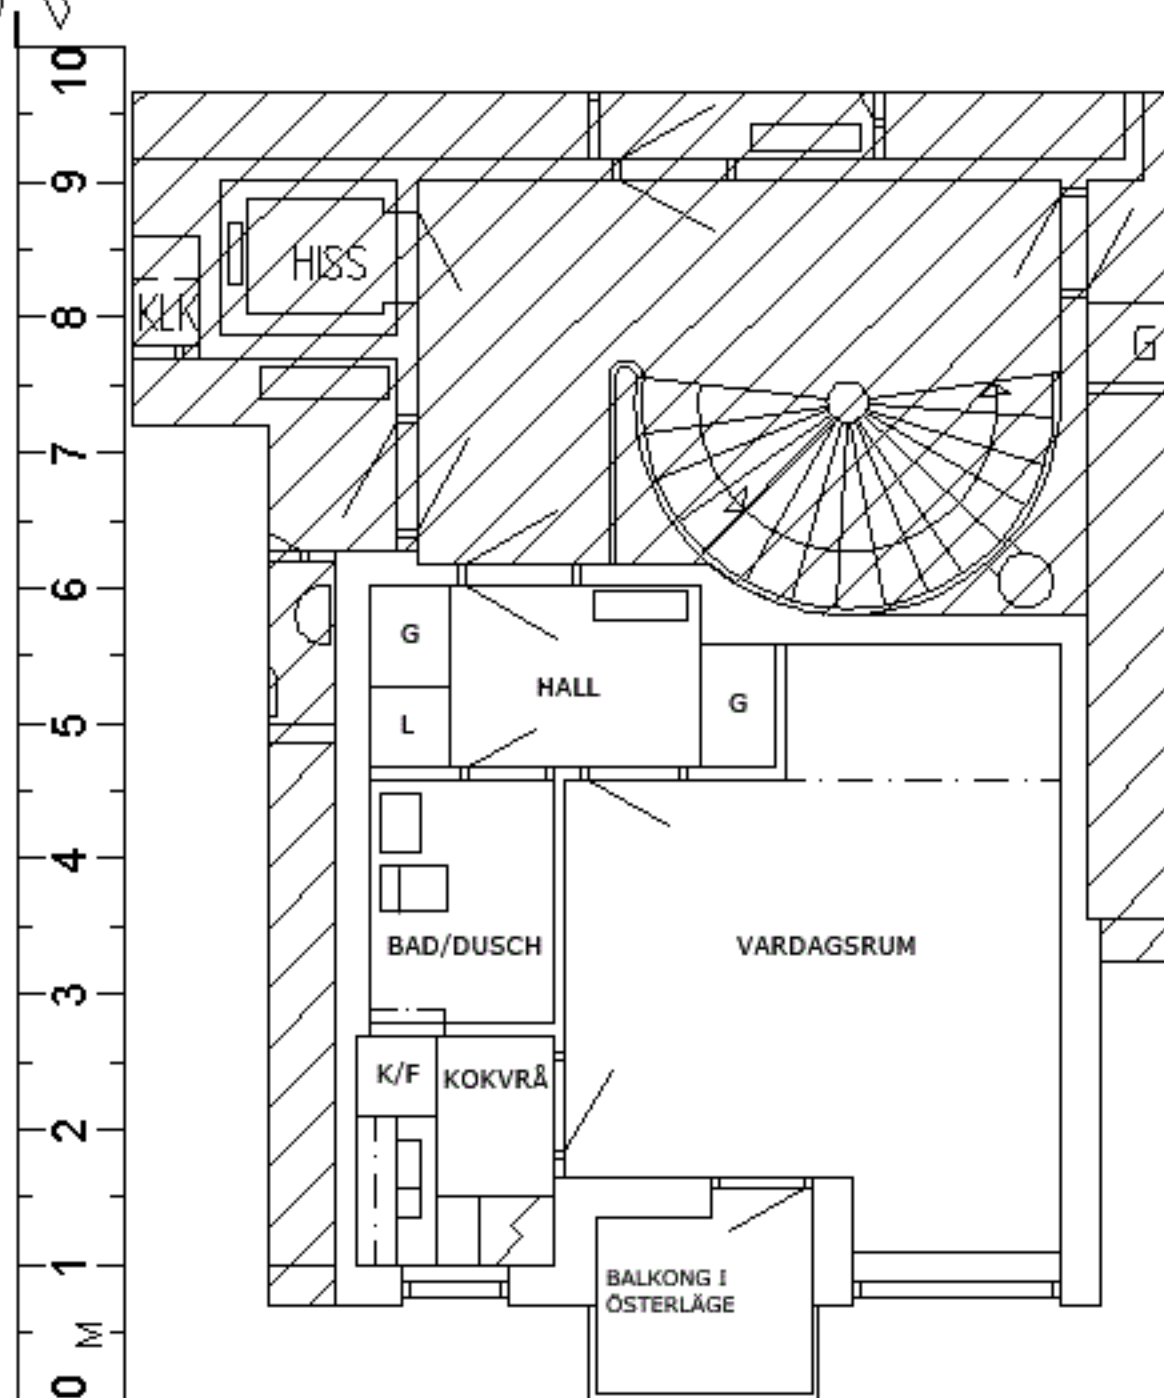 10
9
HISS
KLK
8
G
7
6
G
HALL
L
G
5
4
BAD/DUSCH
VARDAGSRUM
3
K/F
KOKVRÅ
2
1
BALKONG I
ÖSTERLÄGE
M
0